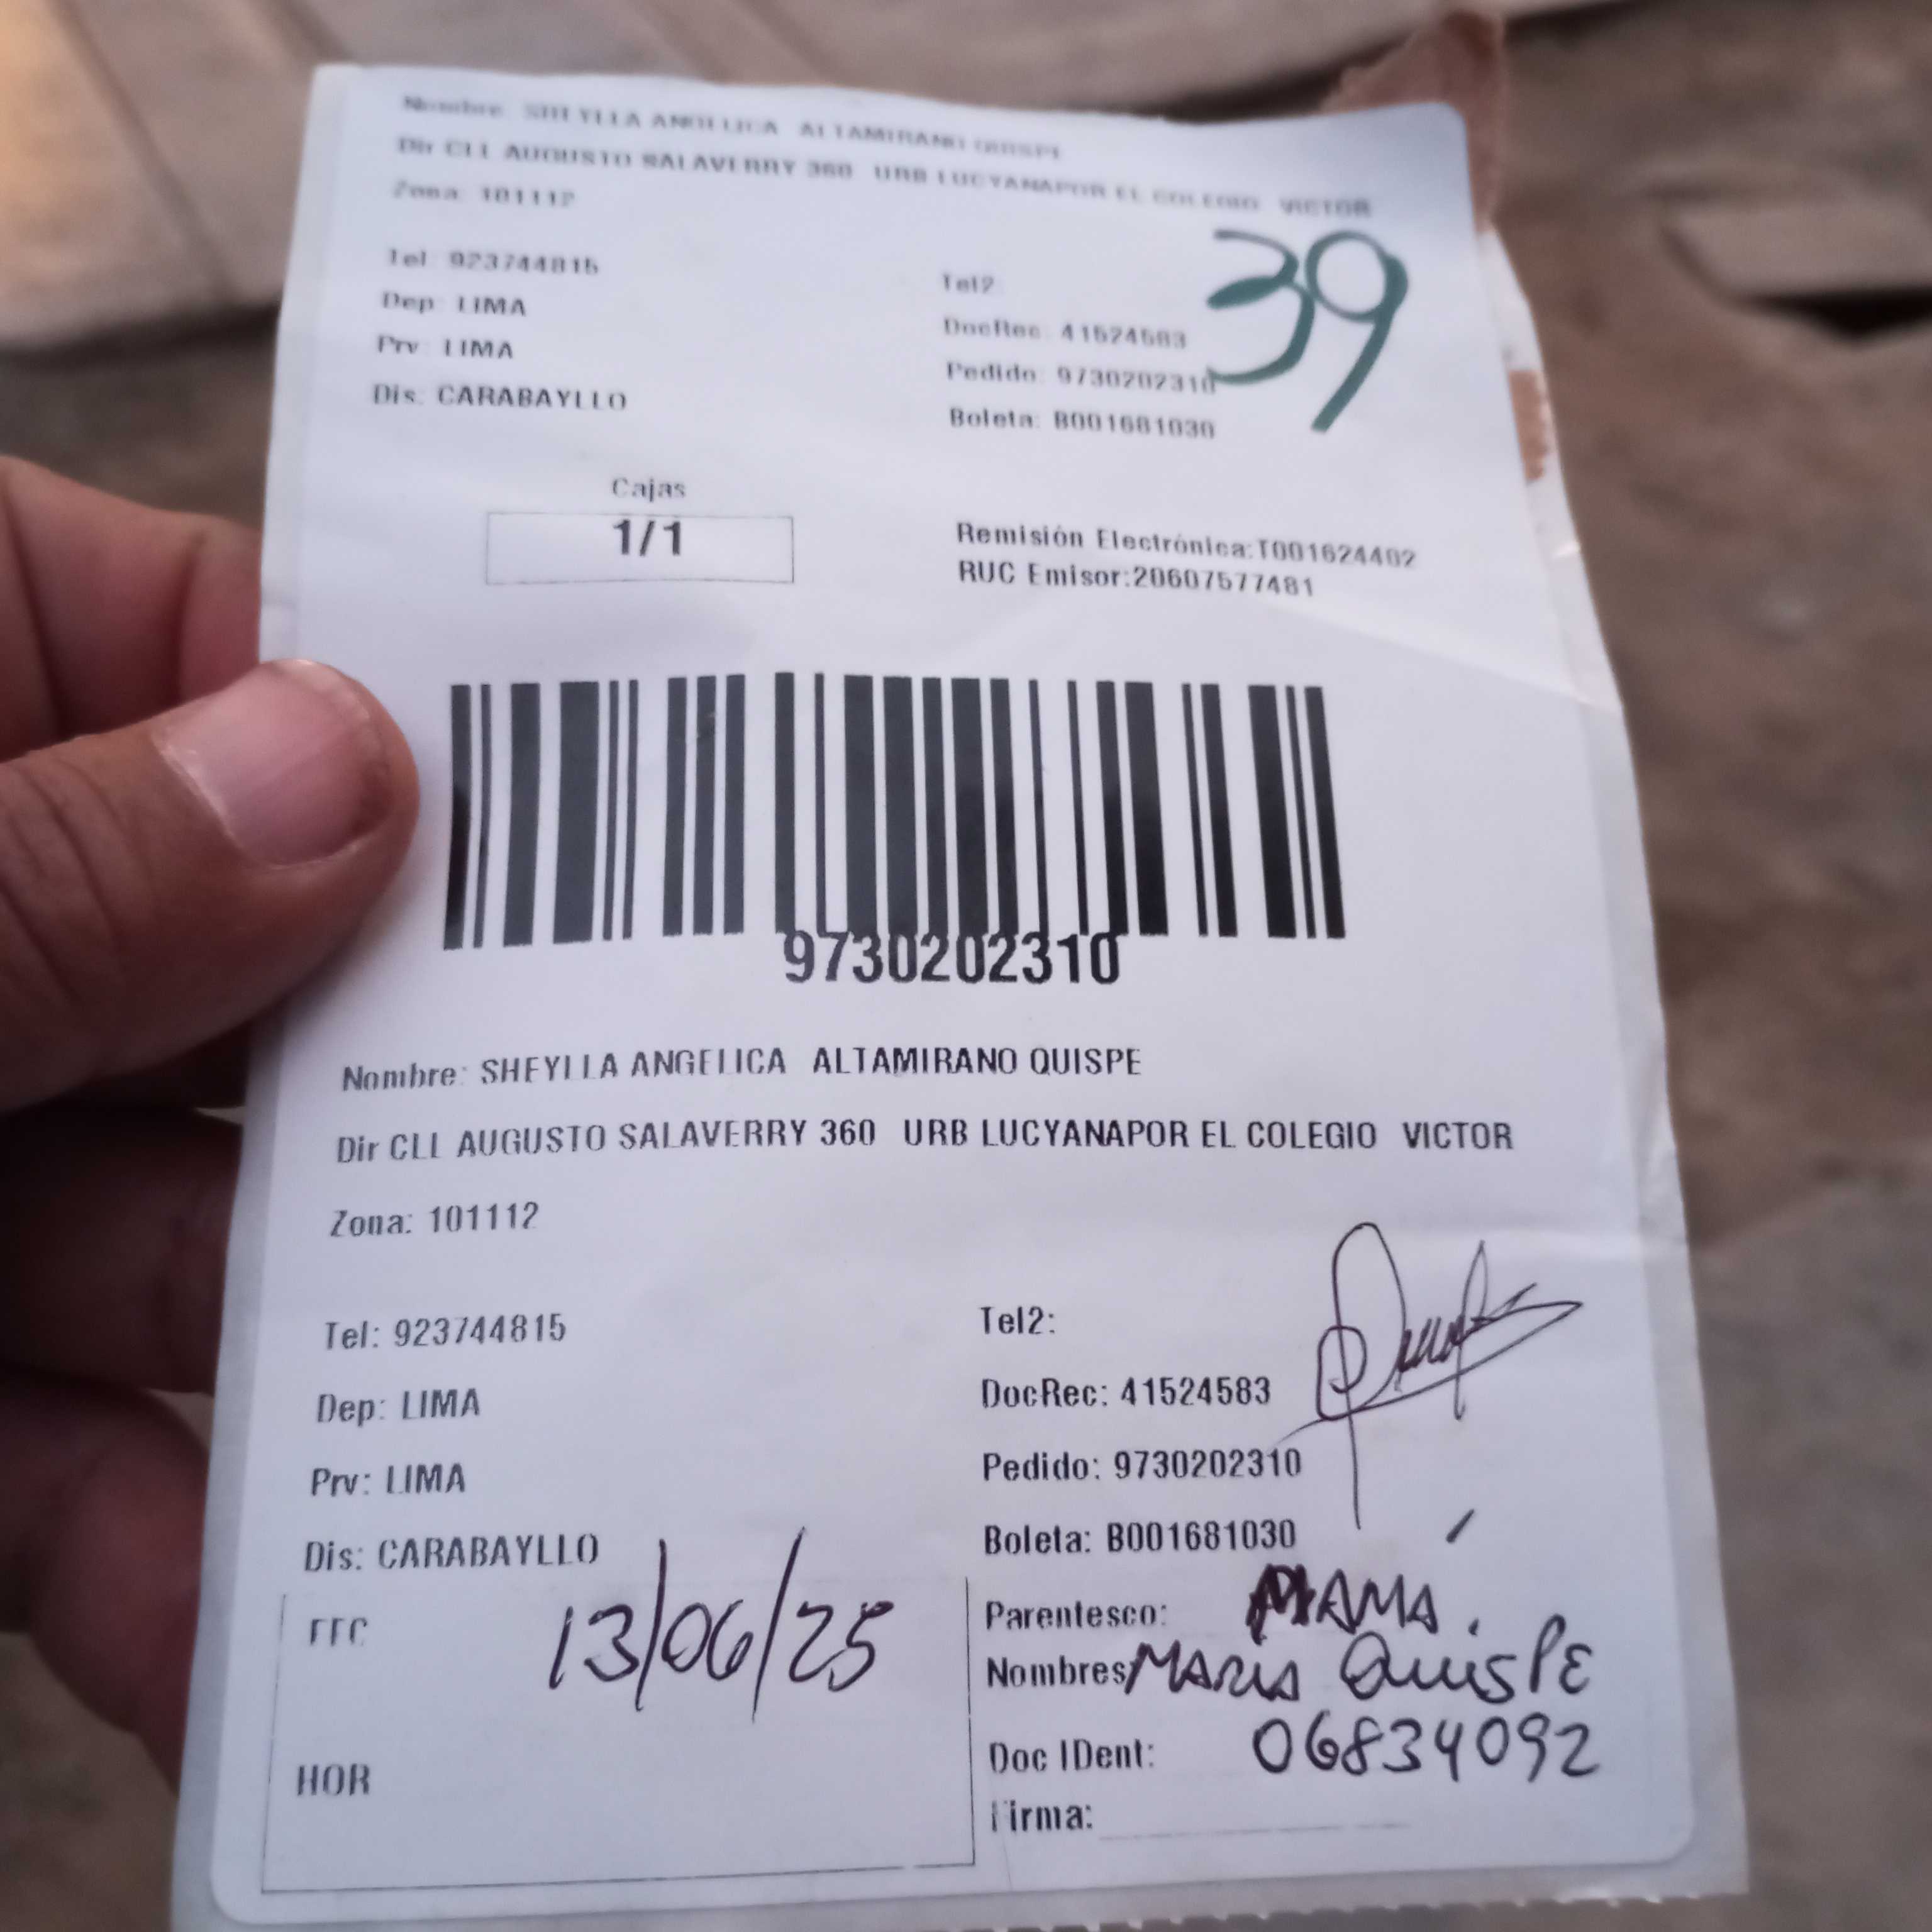 Nombre: SHEYLLA ANGELICA ALTAMIRANO QUISPE
Dir CLL AUGUSTO SALAVERRY 360 URB LUCYANAPOR EL COLEGIO VICTOR
Zona: 101112
39
Tel: 923744815
Tel2:
Dep: LIMA
DocRec: 41524583
Prv: LIMA
Pedido: 9730202310
Dis: CARABAYLLO
Boleta: B001681030
Cajas
1/1
Remisión Electrónica:T001624402
RUC Emisor:20607577481
9730202310
Nombre: SHEYLLA ANGELICA ALTAMIRANO QUISPE
Dir CLL AUGUSTO SALAVERRY 360 URB LUCYANAPOR EL COLEGIO VICTOR
Zona: 101112
Tel: 923744815
Tel2:
Dep: LIMA
DocRec: 41524583
Prv: LIMA
Pedido: 9730202310
Dis: CARABAYLLO
Boleta: B001681030
13/06/25
Parentesco: MAMÁ.
Nombres MARIA QUISPE
Doc IDent: 06834092
HOR
Firma: